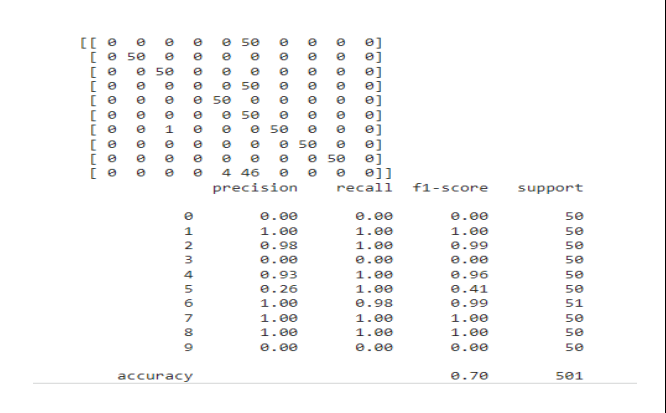 [[ 0 0 0 0 0 50 0 0 0 0]
[ 0 50 0 0 0 0 0 0 0 0]
[ 0 0 50 0 0 0 0 0 0 0]
[ 0 0 0 0 0 50 0 0 0 0]
[ 0 0 0 0 50 0 0 0 0 0]
[ 0 0 0 0 0 50 0 0 0 0]
[ 0 0 1 0 0 0 50 0 0 0]
[ 0 0 0 0 0 0 0 50 0 0]
[ 0 0 0 0 0 0 0 0 50 0]
[ 0 0 0 0 4 46 0 0 0 0]]
precision recall f1-score support
0 0.00 0.00 0.00 50
1 1.00 1.00 1.00 50
2 0.98 1.00 0.99 50
3 0.00 0.00 0.00 50
4 0.93 1.00 0.96 50
5 0.26 1.00 0.41 50
6 1.00 0.98 0.99 51
7 1.00 1.00 1.00 50
8 1.00 1.00 1.00 50
9 0.00 0.00 0.00 50
accuracy 0.70 501